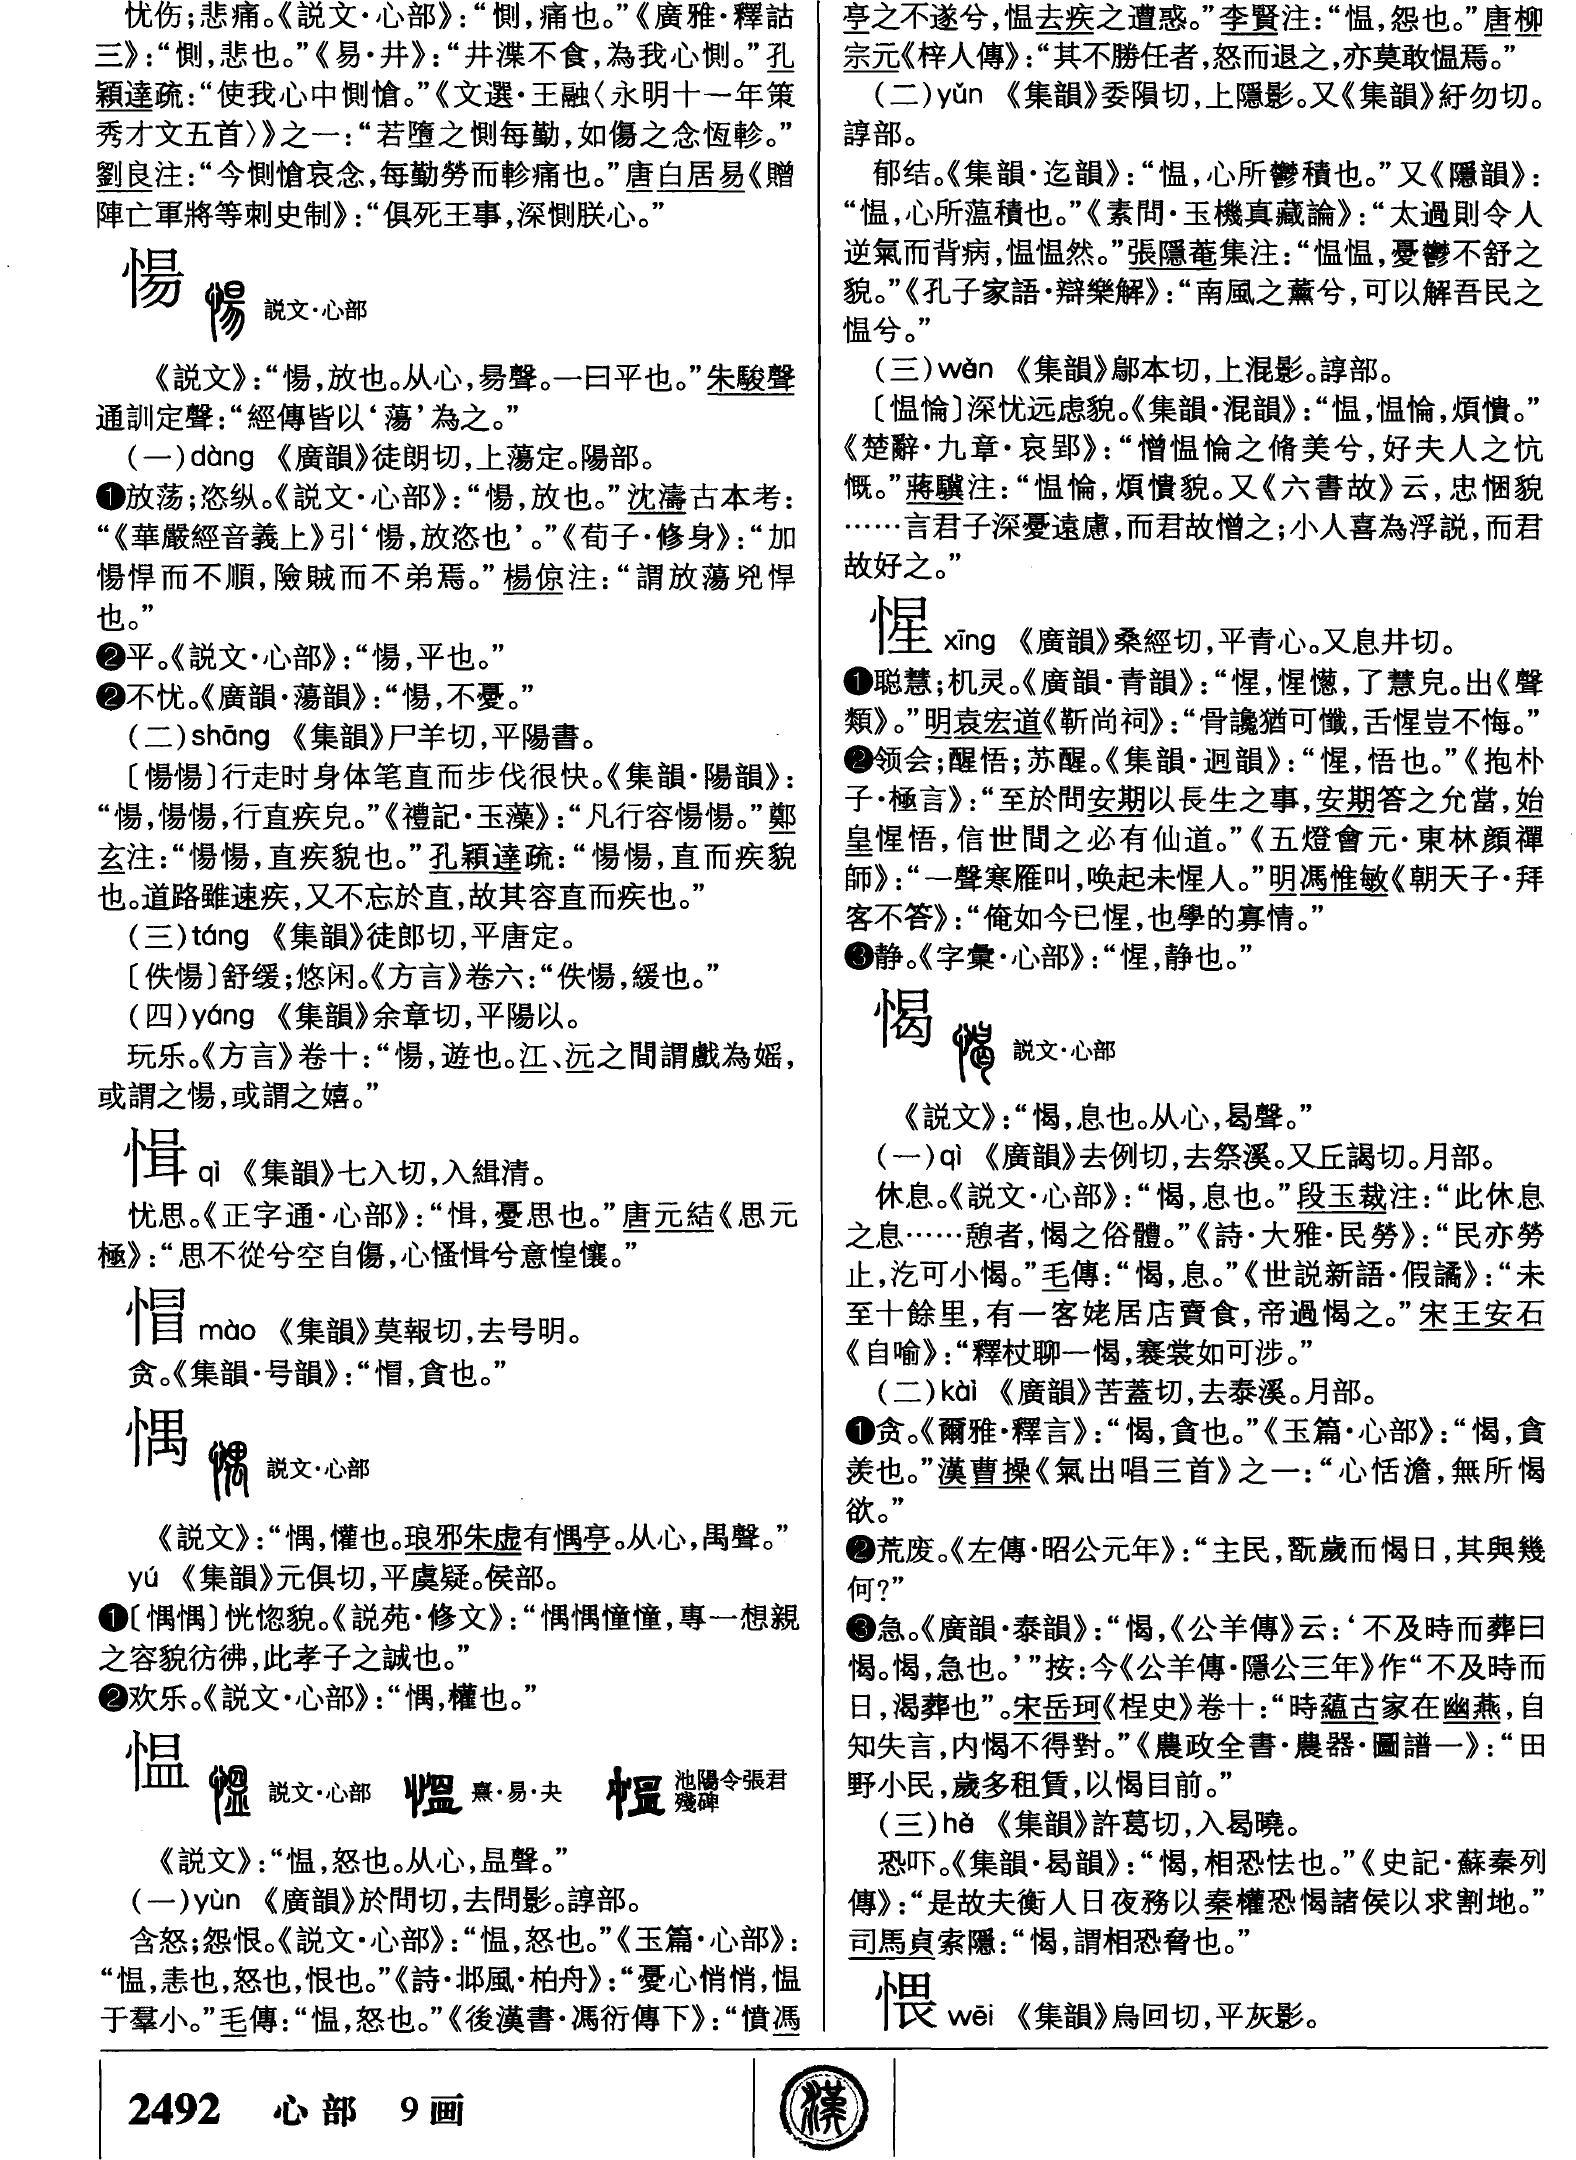 忧伤;悲痛。《説文·心部》:“惻,痛也。”《廣雅·釋詁
三》:“惻,悲也。”《易·井》:“井渫不食,為我心惻。”孔
穎達疏:“使我心中惻愴。”《文選·王融〈永明十一年策
秀才文五首〉》之一:“若墮之惻每勤,如傷之念恆軫。”
劉良注:“今惻愴哀念,每勤勞而軫痛也。”唐白居易《贈
陣亡軍將等刺史制》:“俱死王事,深惻朕心。”
愓 説文·心部
《説文》:“愓,放也。从心,昜聲。一曰平也。”朱駿聲
通訓定聲:“經傳皆以‘蕩’為之。”
(一)dàng 《廣韻》徒朗切,上蕩定。陽部。
❶放荡;恣纵。《説文·心部》:“愓,放也。”沈濤古本考:
“《華嚴經音義上》引‘愓,放恣也’。”《荀子·修身》:“加
愓悍而不順,險賊而不弟焉。”楊倞注:“謂放蕩兇悍
也。”
❷平。《説文·心部》:“愓,平也。”
❷不忧。《廣韻·蕩韻》:“愓,不憂。”
(二)shāng 《集韻》尸羊切,平陽書。
〔愓愓〕行走时身体笔直而步伐很快。《集韻·陽韻》:
“愓,愓愓,行直疾皃。”《禮記·玉藻》:“凡行容愓愓。”鄭
玄注:“愓愓,直疾貌也。”孔穎達疏:“愓愓,直而疾貌
也。道路雖速疾,又不忘於直,故其容直而疾也。”
(三)táng 《集韻》徒郎切,平唐定。
〔佚愓〕舒缓;悠闲。《方言》卷六:“佚愓,緩也。”
(四)yáng 《集韻》余章切,平陽以。
玩乐。《方言》卷十:“愓,遊也。江、沅之間謂戲為婬,
或謂之愓,或謂之嬉。”
㥍 qì 《集韻》七入切,入緝清。
忧思。《正字通·心部》:“㥍,憂思也。”唐元結《思元
極》:“思不從兮空自傷,心慅㥍兮意惶懹。”
㥌 mào 《集韻》莫報切,去号明。
贪。《集韻·号韻》:“㥌,貪也。”
愚 説文·心部
《説文》:“惆,懽也。琅邪朱虚有惆亭。从心,禺聲。”
yú 《集韻》元俱切,平虞疑。侯部。
❶〔㥥㥥〕恍惚貌。《説苑·修文》:“㥥㥥憧憧,專一想親
之容貌彷彿,此孝子之誠也。”
❷欢乐。《説文·心部》:“㥥,懽也。”
愠 説文·心部 熹·易·夬 池陽令張君
殘碑
《説文》:“愠,怒也。从心,昷聲。”
(一)yùn 《廣韻》於問切,去問影。諄部。
含怒;怨恨。《説文·心部》:“愠,怒也。”《玉篇·心部》:
“愠,恚也,怒也,恨也。”《詩·邶風·柏舟》:“憂心悄悄,愠
于羣小。”毛傳:“愠,怒也。”《後漢書·馮衍傳下》:“憤馮
亭之不遂兮,愠去疾之遭惑。”李賢注:“愠,怨也。”唐柳
宗元《梓人傳》:“其不勝任者,怒而退之,亦莫敢愠焉。”
(二)yǔn 《集韻》委隕切,上隱影。又《集韻》紆勿切。
諄部。
郁结。《集韻·迄韻》:“愠,心所鬱積也。”又《隱韻》:
“愠,心所藴積也。”《素問·玉機真藏論》:“太過則令人
逆氣而背病,愠愠然。”張隱菴集注:“愠愠,憂鬱不舒之
貌。”《孔子家語·辯樂解》:“南風之薰兮,可以解吾民之
愠兮。”
(三)wěn 《集韻》鄔本切,上混影。諄部。
〔愠惀〕深忧远虑貌。《集韻·混韻》:“愠,愠惀,煩憒。”
《楚辭·九章·哀郢》:“憎愠惀之脩美兮,好夫人之忼
慨。”蔣驥注:“愠惀,煩憒貌。又《六書故》云,忠悃貌
……言君子深憂遠慮,而君故憎之;小人喜為浮説,而君
故好之。”
惺 xīng 《廣韻》桑經切,平青心。又息井切。
❶聪慧;机灵。《廣韻·青韻》:“惺,惺憽,了慧皃。出《聲
類》。”明袁宏道《靳尚祠》:“骨讒猶可懺,舌惺豈不悔。”
❷领会;醒悟;苏醒。《集韻·迥韻》:“惺,悟也。”《抱朴
子·極言》:“至於問安期以長生之事,安期答之允當,始
皇惺悟,信世間之必有仙道。”《五燈會元·東林顔禪
師》:“一聲寒雁叫,唤起未惺人。”明馮惟敏《朝天子·拜
客不答》:“俺如今已惺,也學的寡情。”
❸静。《字彙·心部》:“惺,静也。”
愒 説文·心部
《説文》:“愒,息也。从心,曷聲。”
(一)qì 《廣韻》去例切,去祭溪。又丘謁切。月部。
休息。《説文·心部》:“愒,息也。”段玉裁注:“此休息
之息……憩者,愒之俗體。”《詩·大雅·民勞》:“民亦勞
止,汔可小愒。”毛傳:“愒,息。”《世説新語·假譎》:“未
至十餘里,有一客姥居店賣食,帝過愒之。”宋王安石
《自喻》:“釋杖聊一愒,褰裳如可涉。”
(二)kài 《廣韻》苦蓋切,去泰溪。月部。
❶贪。《爾雅·釋言》:“愒,貪也。”《玉篇·心部》:“愒,貪
羡也。”漢曹操《氣出唱三首》之一:“心恬澹,無所愒
欲。”
❷荒废。《左傳·昭公元年》:“主民,翫歲而愒日,其與幾
何?”
❸急。《廣韻·泰韻》:“愒,《公羊傳》云:‘不及時而葬曰
愒。愒,急也。’”按:今《公羊傳·隱公三年》作“不及時而
日,渴葬也”。宋岳珂《桯史》卷十:“時藴古家在幽燕,自
知失言,内愒不得對。”《農政全書·農器·圖譜一》:“田
野小民,歲多租賃,以愒目前。”
(三)hè 《集韻》許葛切,入曷曉。
恐吓。《集韻·曷韻》:“愒,相恐怯也。”《史記·蘇秦列
傳》:“是故夫衡人日夜務以秦權恐愒諸侯以求割地。”
司馬貞索隱:“愒,謂相恐脅也。”
偎 wēi 《集韻》烏回切,平灰影。
2492 心部 9画
漢